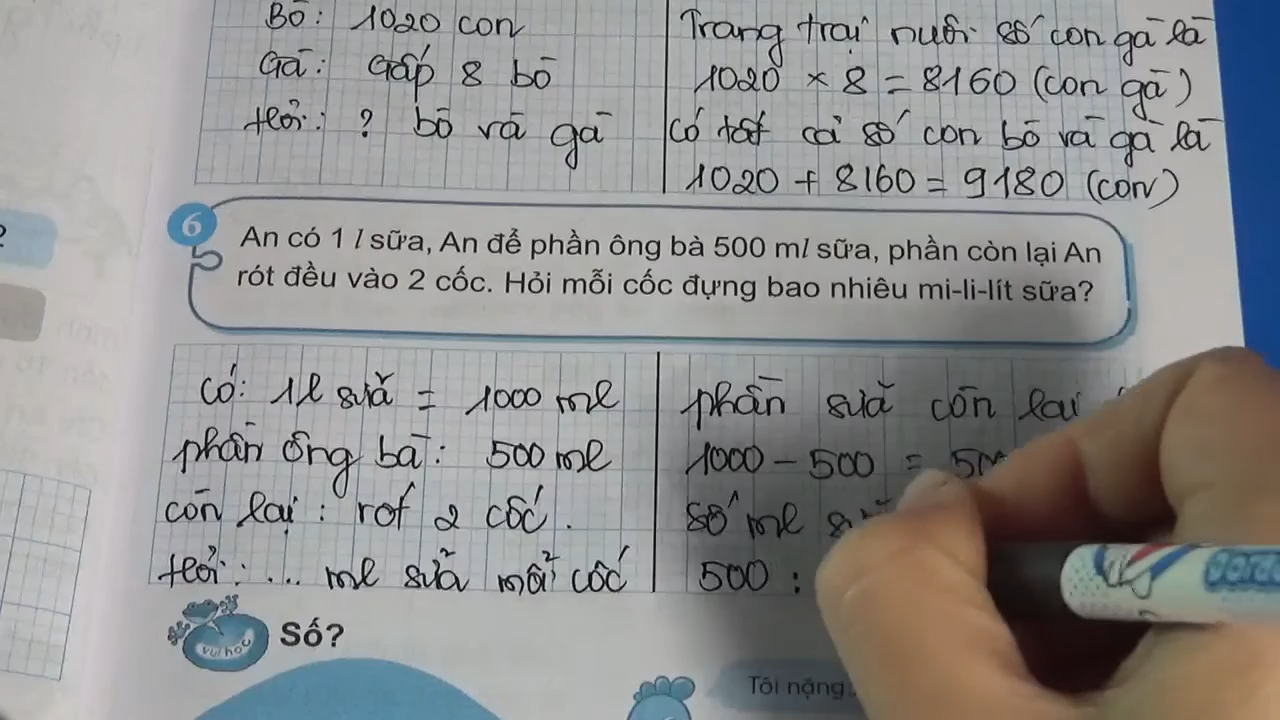 Bò: 1020 con
Gà: Gấp 8 bò
Hỏi: ? bò và gà
Trang trại nuôi số con gà là
1020 × 8 = 8160 (con gà)
Có tất cả số con bò và gà là
1020 + 8160 = 9180 (con)
6
An có 1 l sữa, An để phần ông bà 500 ml sữa, phần còn lại An
rót đều vào 2 cốc. Hỏi mỗi cốc đựng bao nhiêu mi-li-lít sữa?
Có: 1l sữa = 1000 ml
phần ông bà: 500 ml
còn lại: rót 2 cốc.
Hỏi: ... ml sữa mỗi cốc
phần sữa còn lại
1000 - 500 =
số ml
500 :
Vui học
Số?
Tôi nặng
?